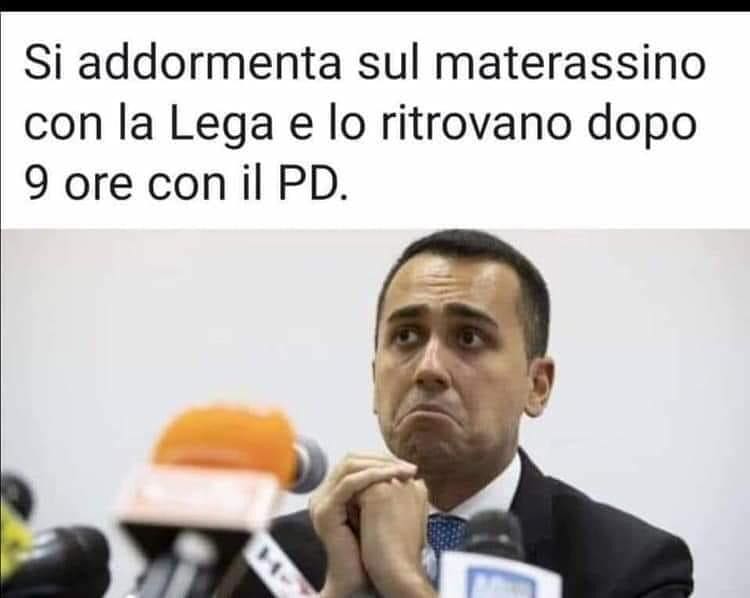 Si addormenta sul materassino
con la Lega e lo ritrovano dopo
9 ore con il PD.